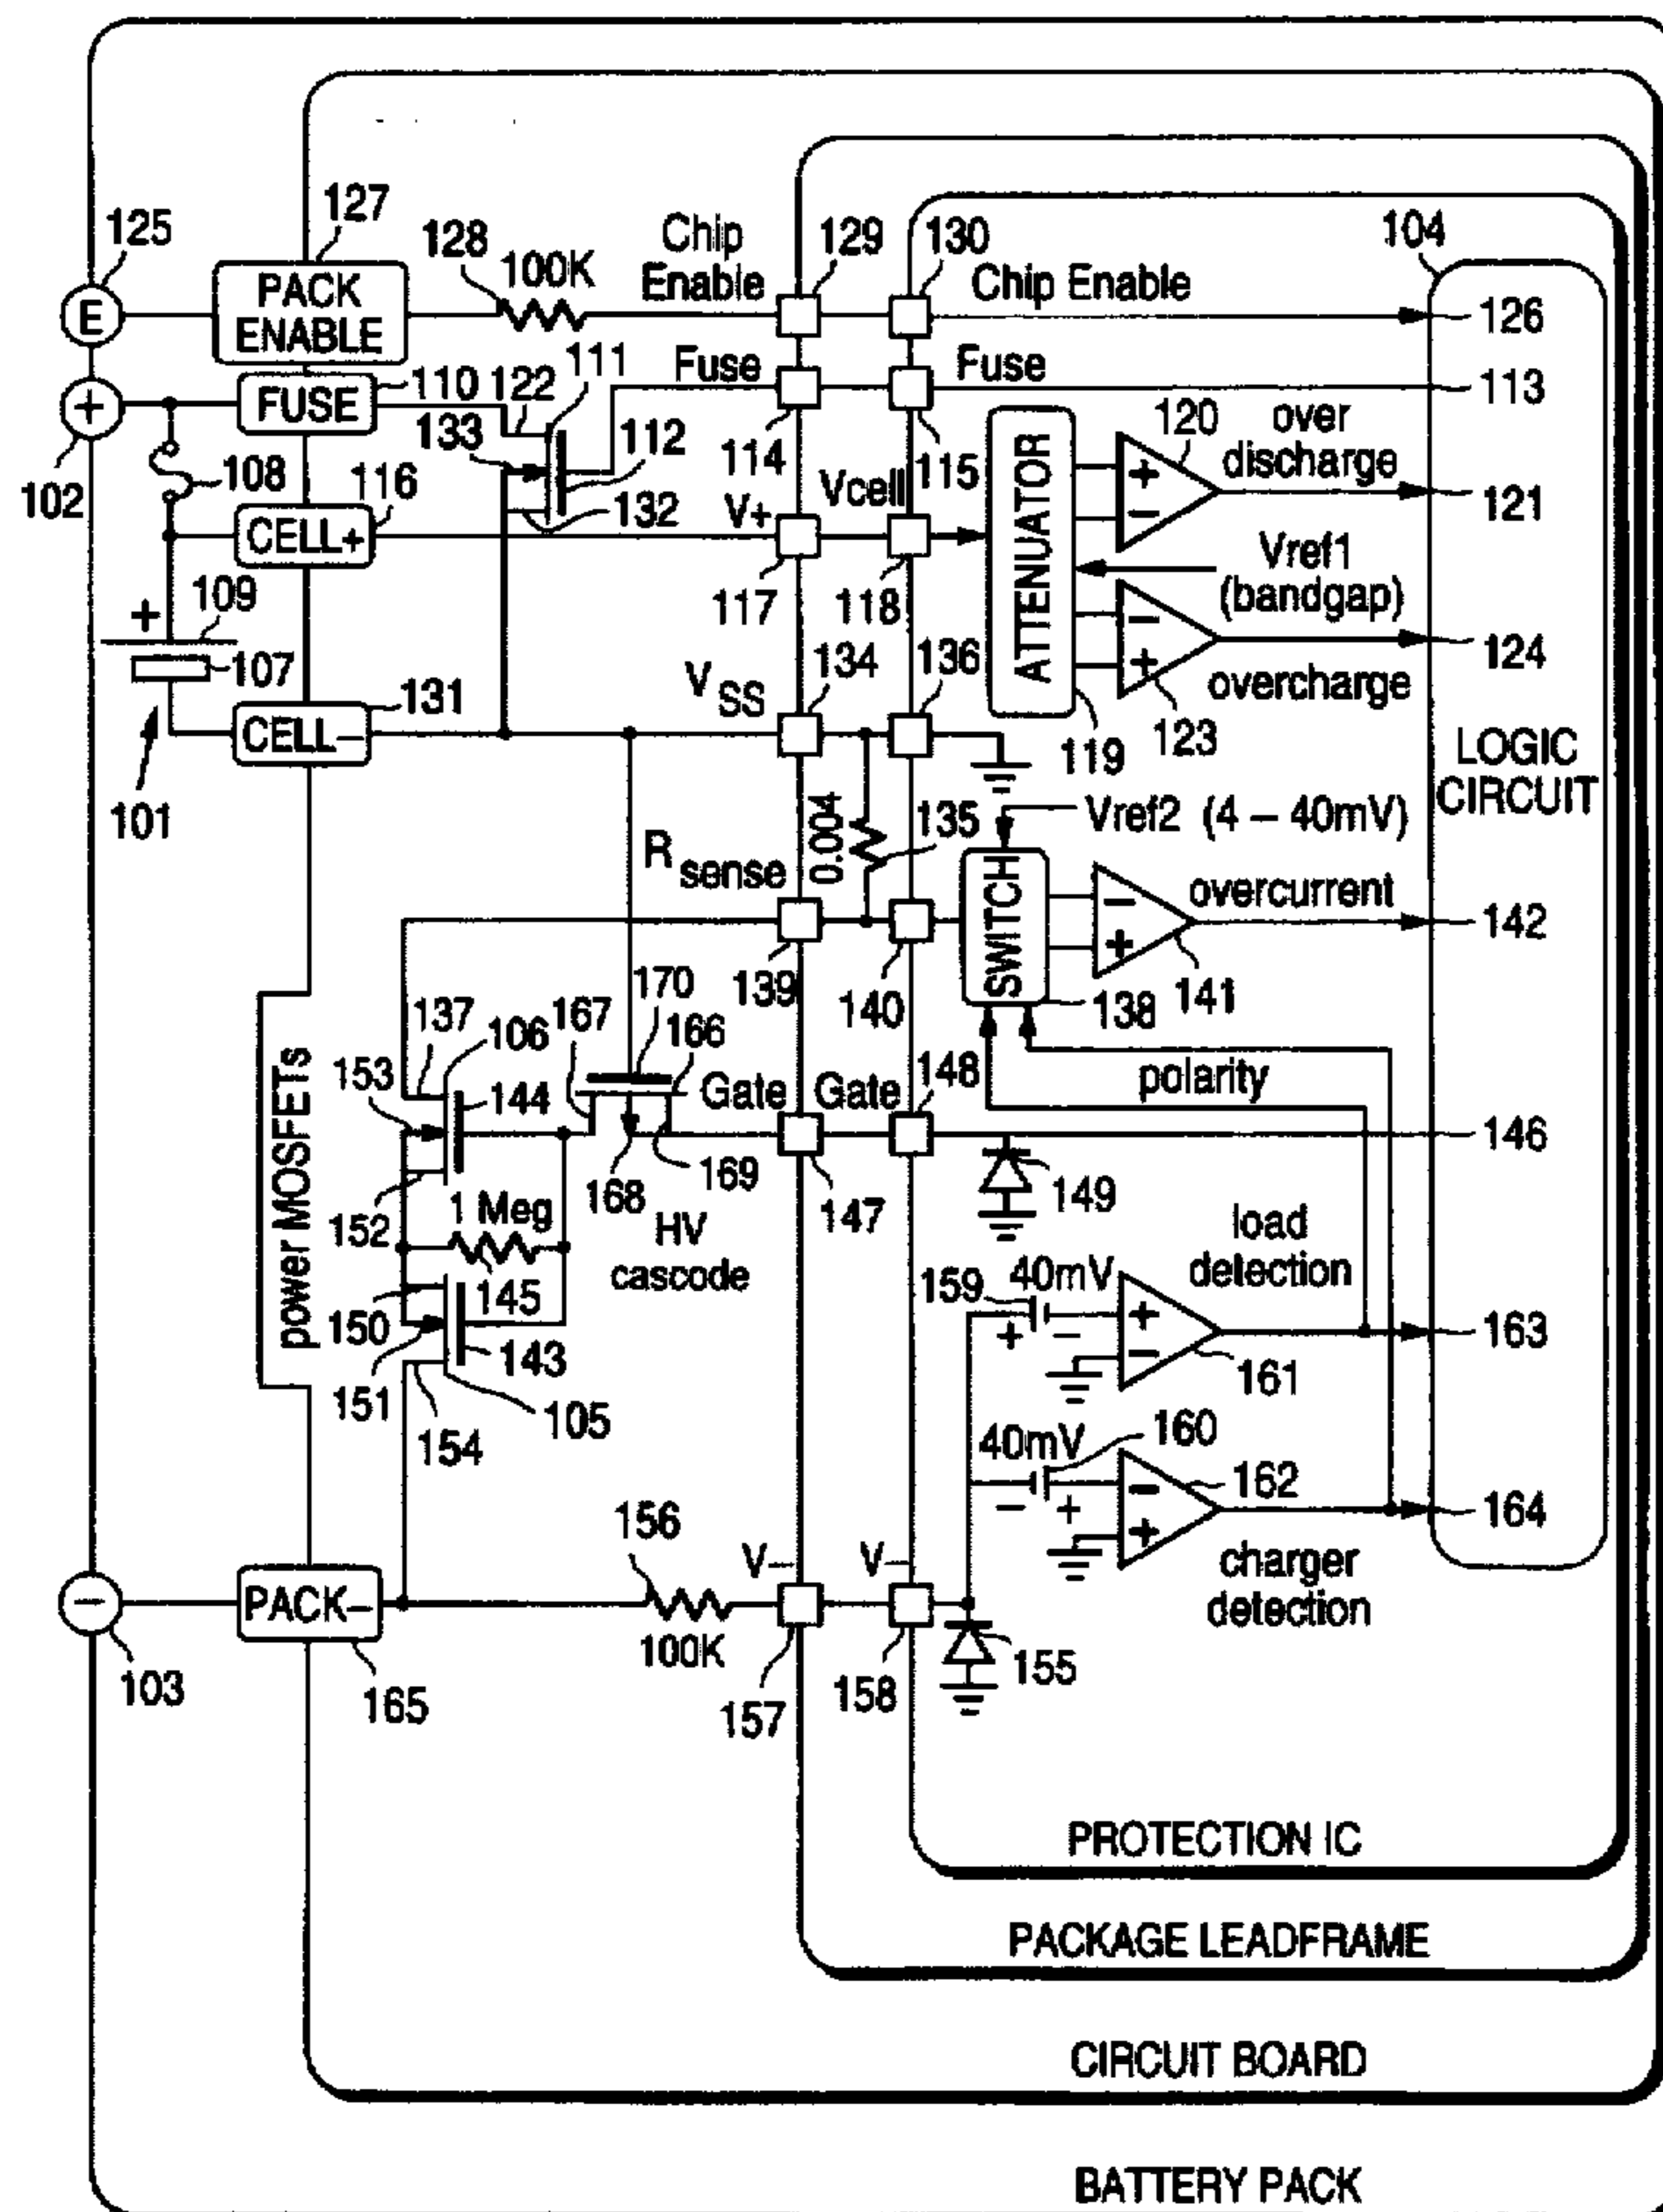 125
127
128
100K
Chip
Enable
129
130
Chip Enable
104
E
PACK
ENABLE
126
111
Fuse
Fuse
113
+
FUSE
110
122
133
112
114
115
120
over
discharge
102
108
116
CELL+
132
V+
Vcell
121
ATTENUATOR
+
−
Vref1
(bandgap)
117
118
+
109
107
−
+
124
overcharge
VSS
134
136
131
CELL−
119
123
LOGIC
CIRCUIT
101
Rsense
0.004
135
Vref2 (4 – 40mV)
SWITCH
−
+
overcurrent
142
139
140
138
141
137
106
167
170
166
153
144
Gate
Gate
148
polarity
146
power MOSFETs
152
1 Meg
168
169
147
149
HV
cascode
load
detection
145
150
143
151
154
105
159
40mV
+
−
+
−
161
163
40mV
160
−
+
−
+
162
164
charger
detection
156
100K
V−
V−
−
PACK−
103
165
157
158
155
PROTECTION IC
PACKAGE LEADFRAME
CIRCUIT BOARD
BATTERY PACK